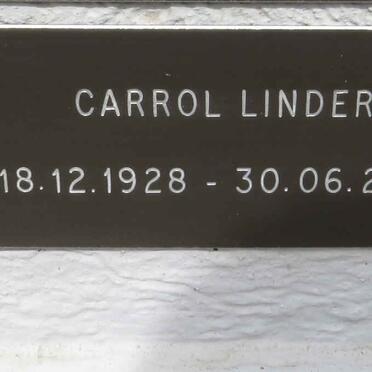 CARROL LINDER
18.12.1928 - 30.06.2